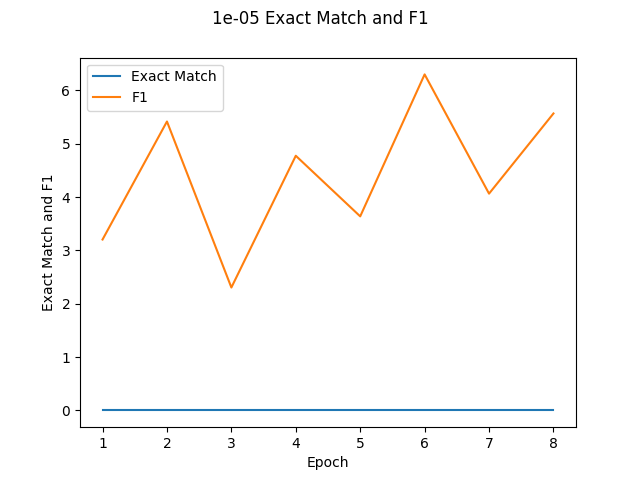 1e-05 Exact Match and F1
Exact Match
F1
Exact Match and F1
6
5
4
3
2
1
0
1 2 3 4 5 6 7 8
Epoch